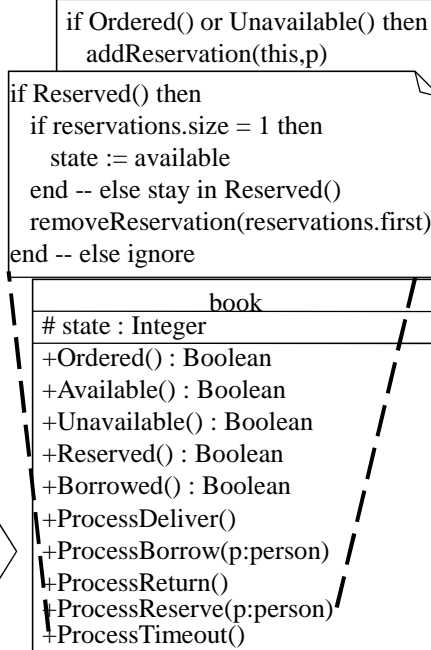 if Ordered() or Unavailable() then
addReservation(this,p)
if Reserved() then
if reservations.size = 1 then
state := available
end -- else stay in Reserved()
removeReservation(reservations.first)
end -- else ignore
book
# state : Integer
+Ordered() : Boolean
+Available() : Boolean
+Unavailable() : Boolean
+Reserved() : Boolean
+Borrowed() : Boolean
+ProcessDeliver()
+ProcessBorrow(p:person)
+ProcessReturn()
+ProcessReserve(p:person)
+ProcessTimeout()